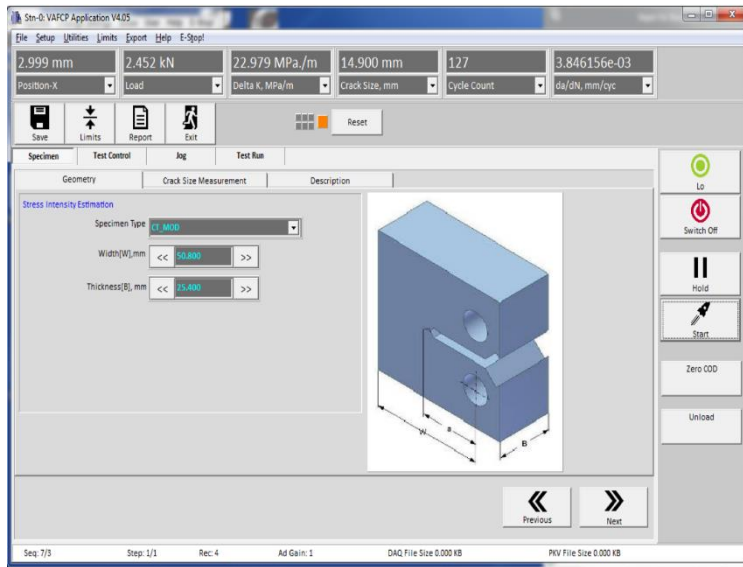 Stn-0: VAFCP Application V4.05
File Setup Utilities Limits Export Help E-Stop!
2.999 mm 2.452 kN 22.979 MPa./m 14.900 mm 127 3.846156e-03
Position-X Load Delta K, MPa/m Crack Size, mm Cycle Count da/dN, mm/cyc
Save Limits Report Exit Reset
Specimen Test Control Jog Test Run
Geometry Crack Size Measurement Description
Stress Intensity Estimation
Specimen Type CT_MOD
Width[W],mm << 50.800 >>
Thickness[B], mm << 25.400 >>
W a B
Lo
Switch Off
Hold
Start
Zero COD
Unload
Previous Next
Seq: 7/3 Step: 1/1 Rec: 4 Ad Gain: 1 DAQ File Size 0.000 KB PKV File Size 0.000 KB